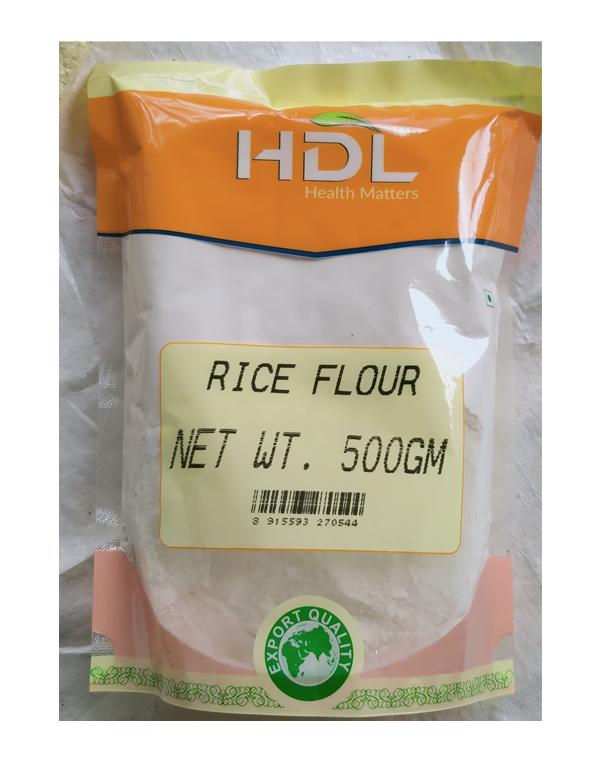 HDL
Health Matters
RICE FLOUR
NET WT. 500GM
8 915593 270544
EXPORT QUALITY